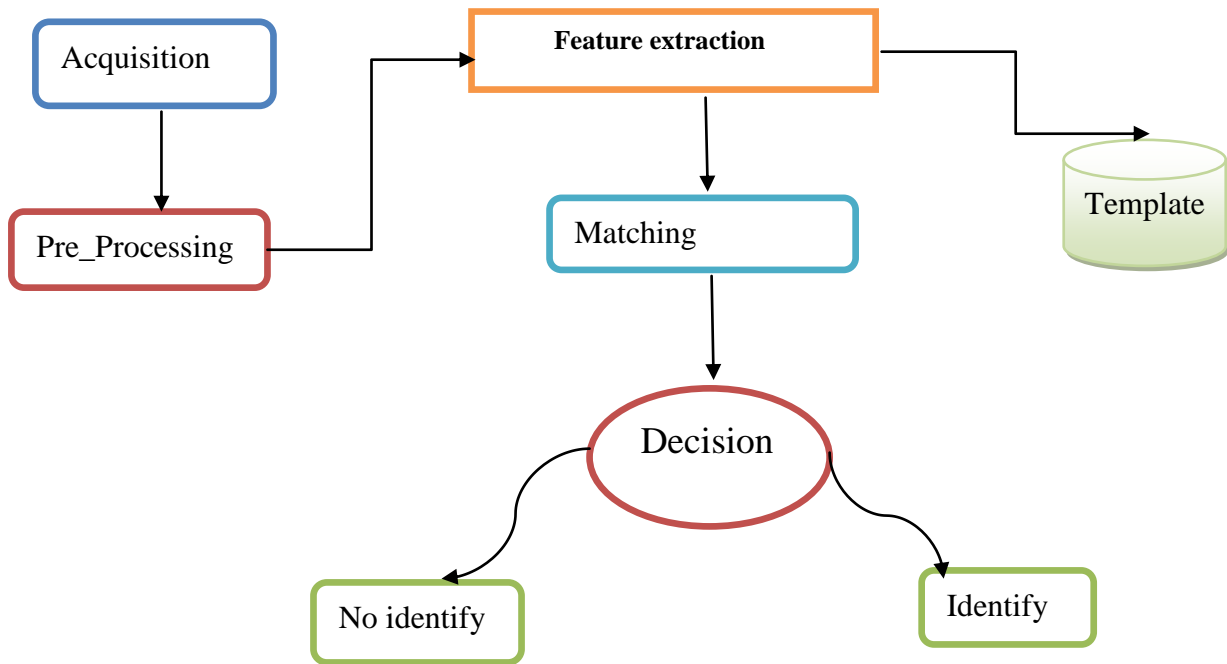 Acquisition
Feature extraction
Pre_Processing
Matching
Template
Decision
No identify
Identify